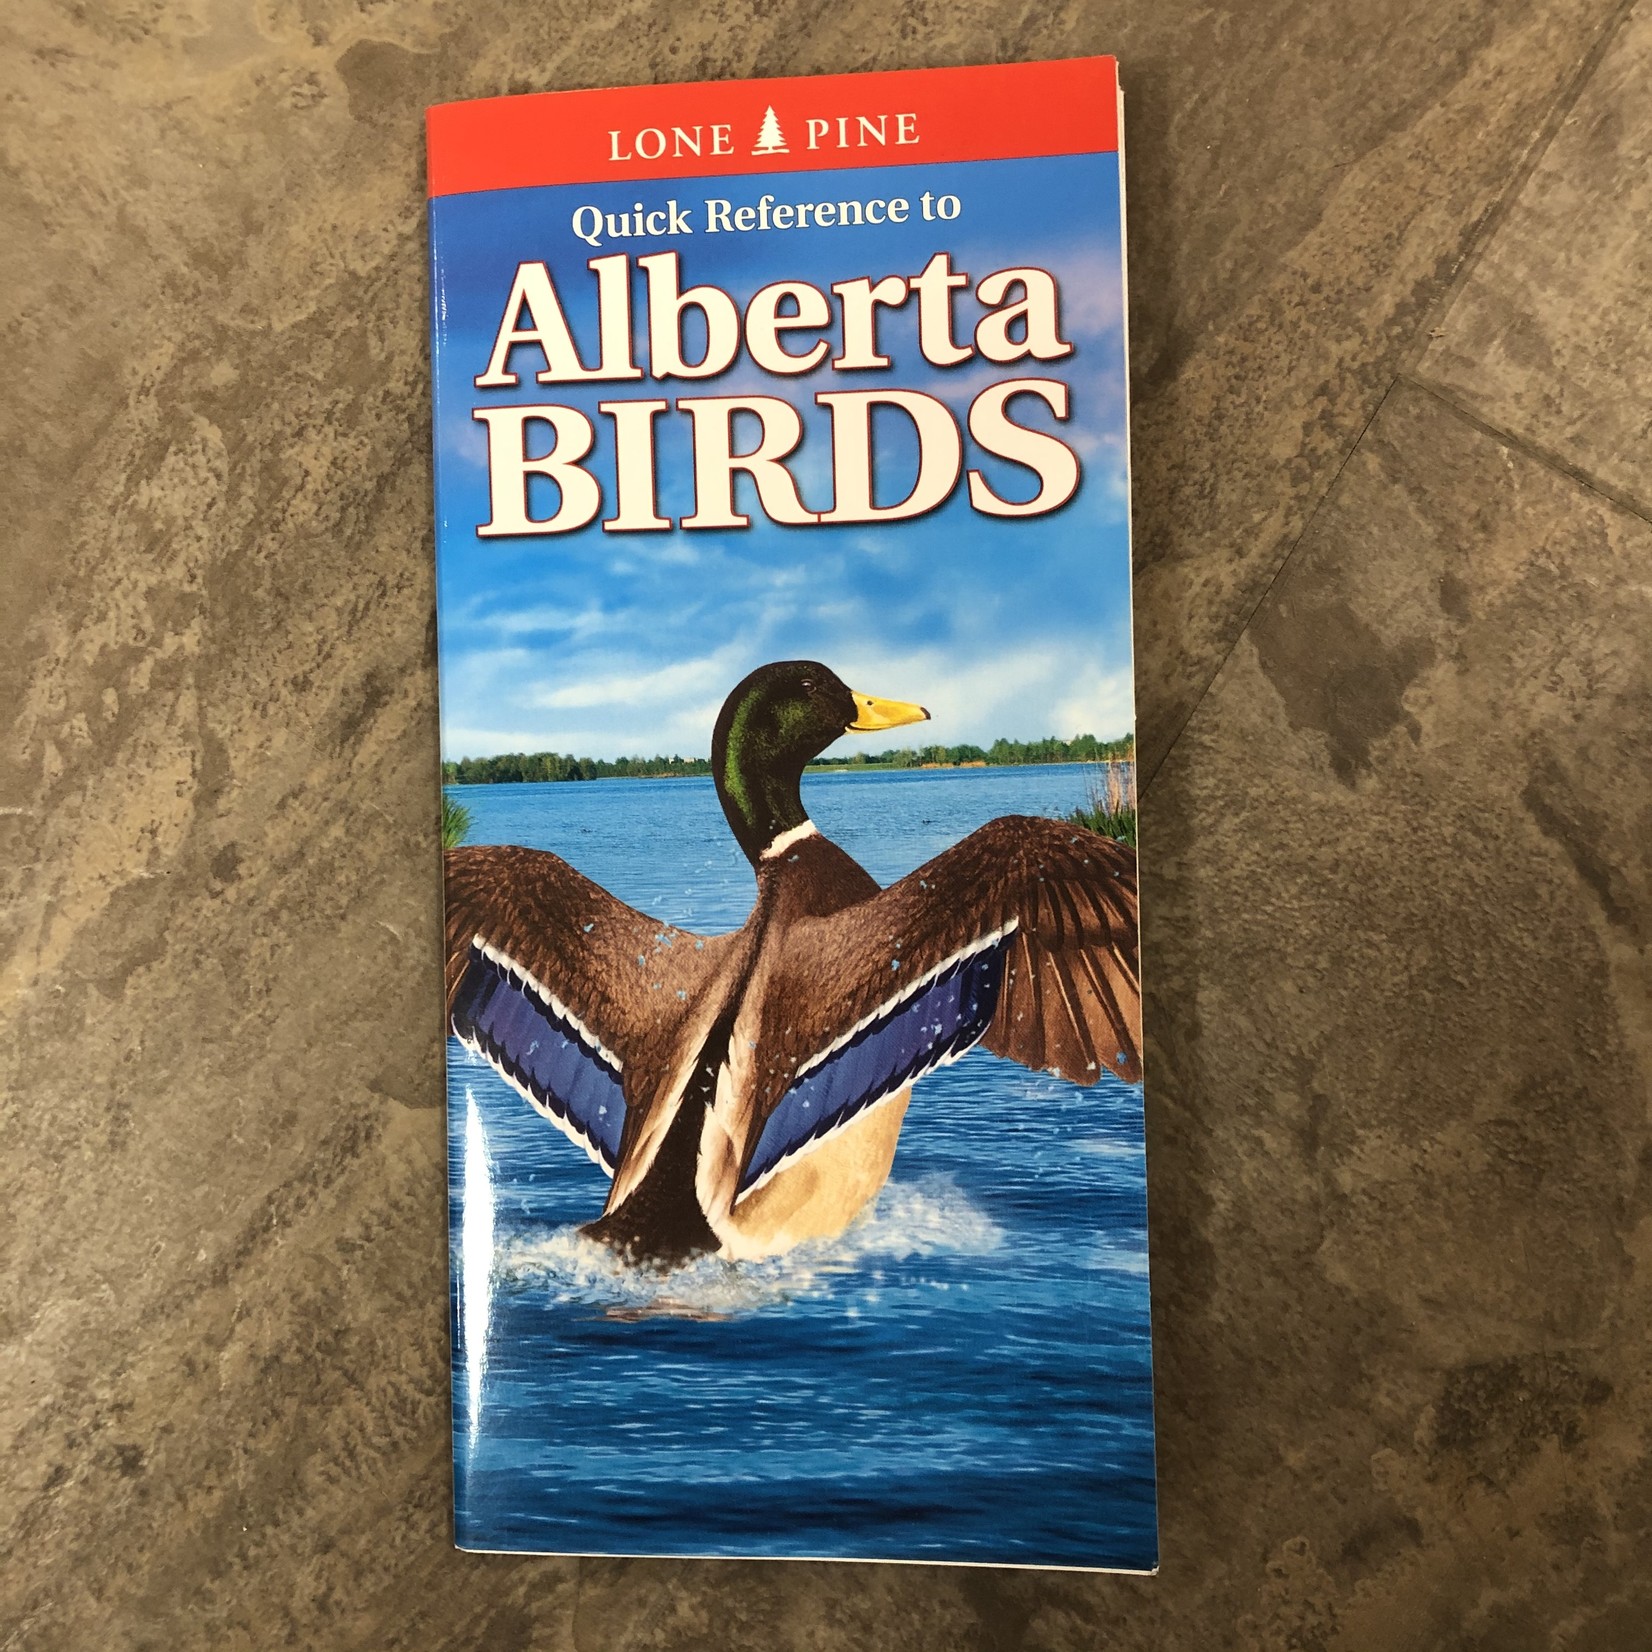 LONE PINE
Quick Reference to
Alberta
BIRDS